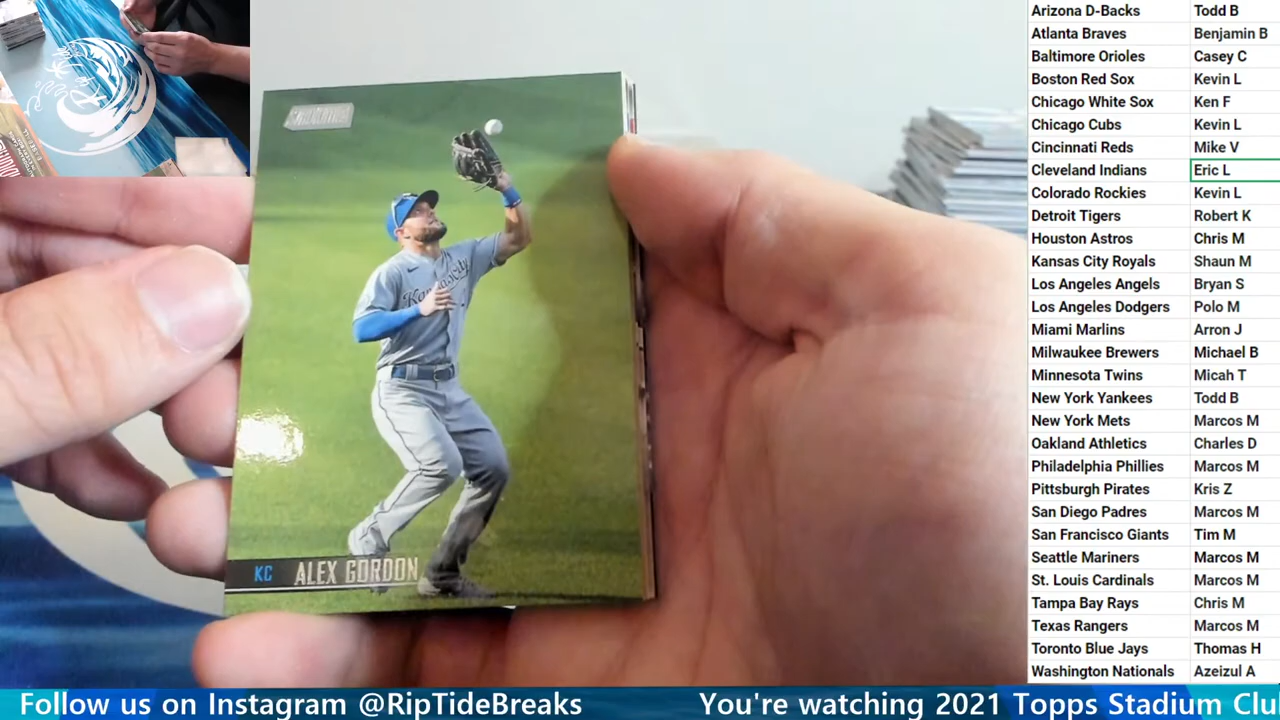 Kansas City
KC ALEX GORDON
Arizona D-Backs Todd B
Atlanta Braves Benjamin B
Baltimore Orioles Casey C
Boston Red Sox Kevin L
Chicago White Sox Ken F
Chicago Cubs Kevin L
Cincinnati Reds Mike V
Cleveland Indians Eric L
Colorado Rockies Kevin L
Detroit Tigers Robert K
Houston Astros Chris M
Kansas City Royals Shaun M
Los Angeles Angels Bryan S
Los Angeles Dodgers Polo M
Miami Marlins Arron J
Milwaukee Brewers Michael B
Minnesota Twins Micah T
New York Yankees Todd B
New York Mets Marcos M
Oakland Athletics Charles D
Philadelphia Phillies Marcos M
Pittsburgh Pirates Kris Z
San Diego Padres Marcos M
San Francisco Giants Tim M
Seattle Mariners Marcos M
St. Louis Cardinals Marcos M
Tampa Bay Rays Chris M
Texas Rangers Marcos M
Toronto Blue Jays Thomas H
Washington Nationals Azeizul A
Follow us on Instagram @RipTideBreaks You're watching 2021 Topps Stadium Clu